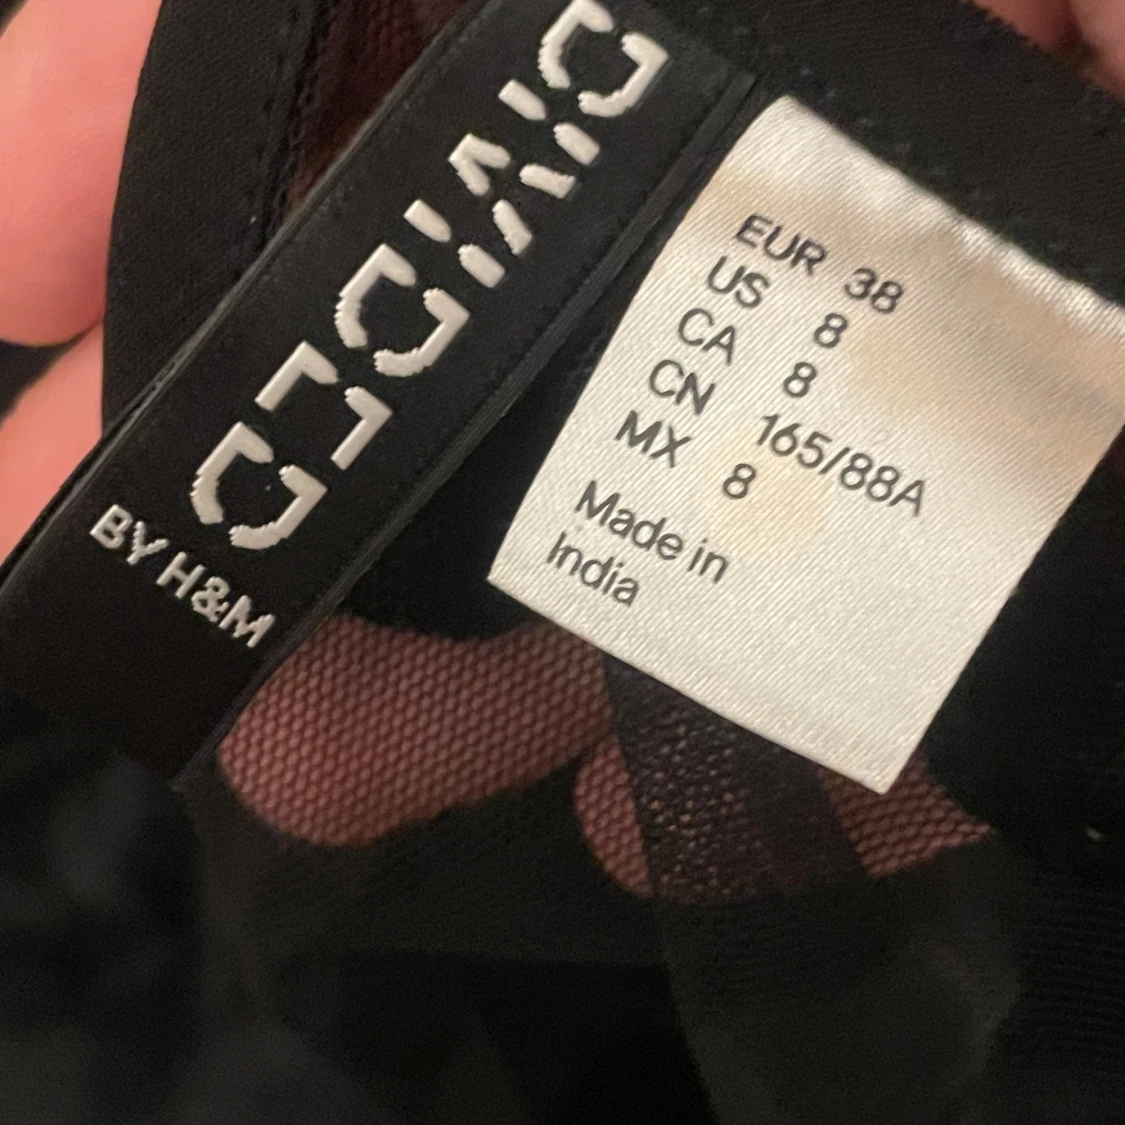 DIVIDED
BY H&M
EUR 38
US 8
CA 8
CN 165/88A
MX 8
Made in
India